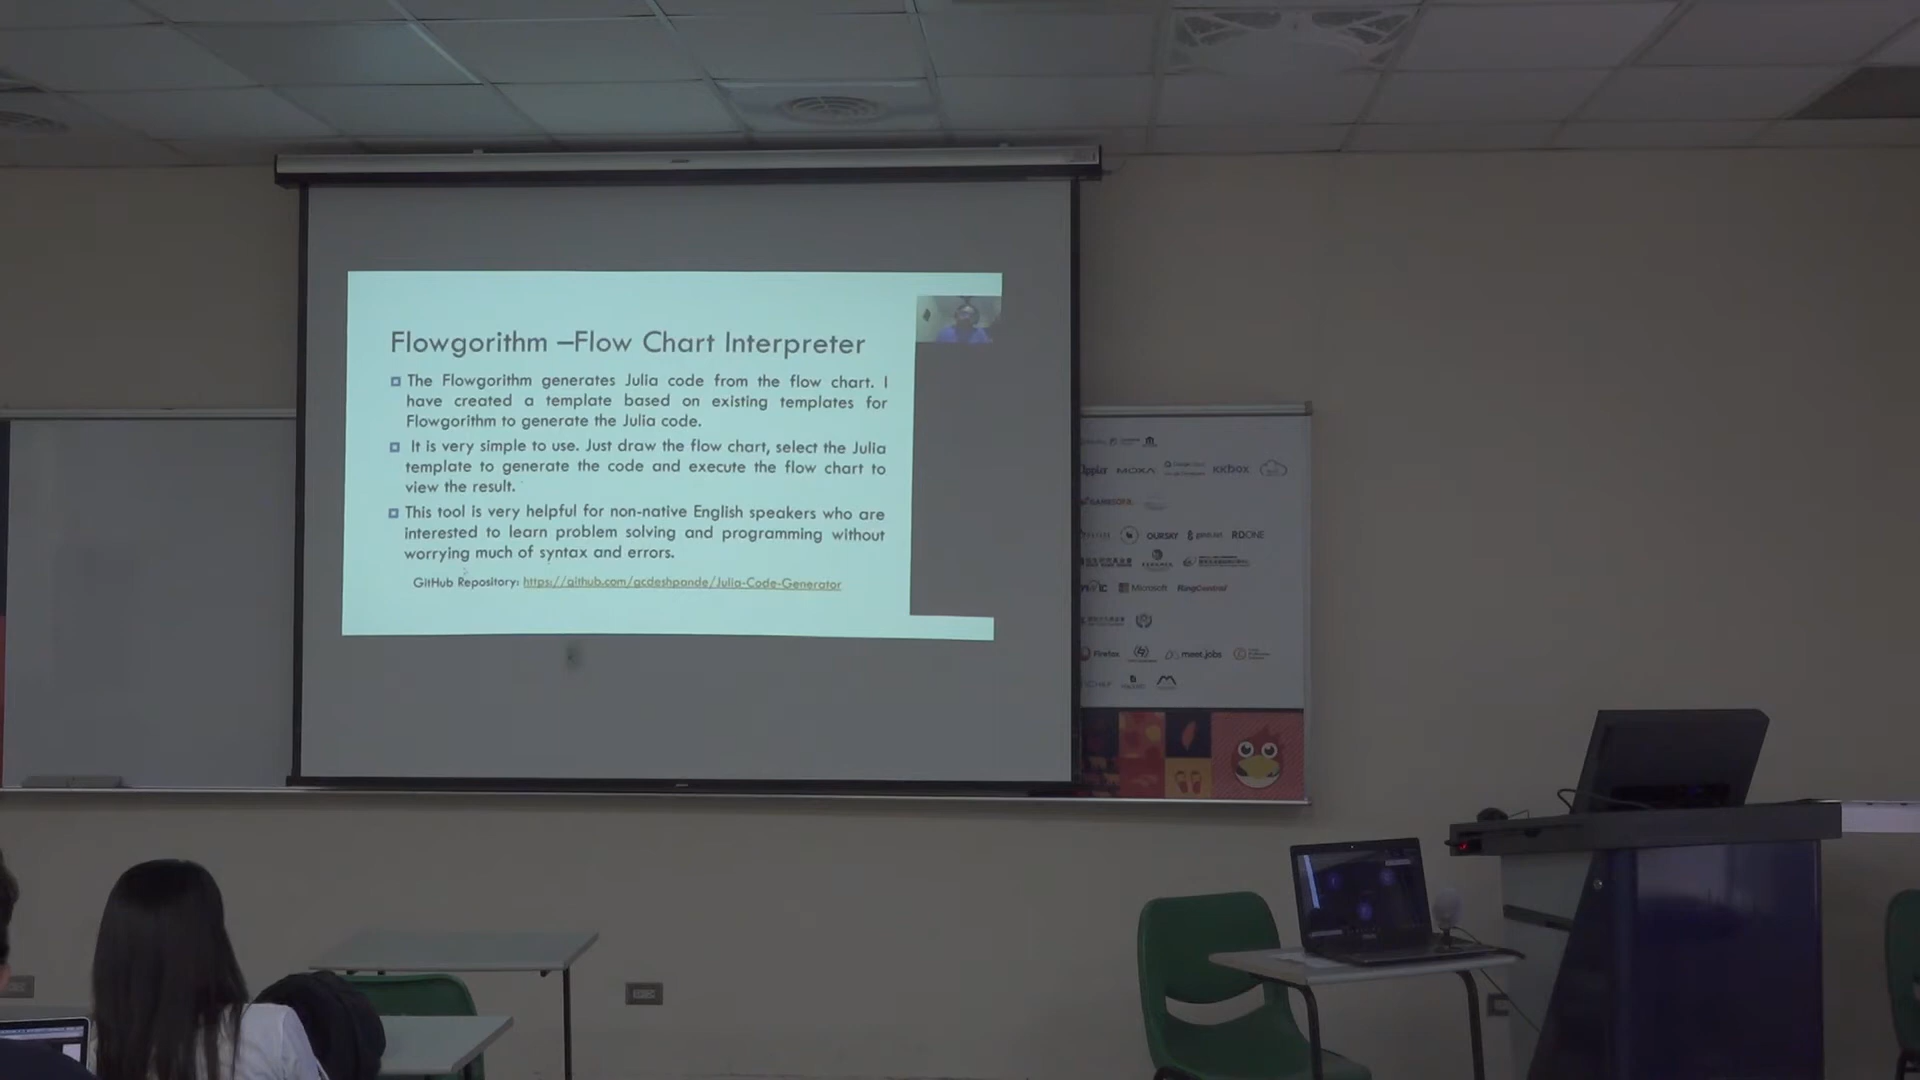 Flowgorithm –Flow Chart Interpreter
The Flowgorithm generates Julia code from the flow chart. I
have created a template based on existing templates for
Flowgorithm to generate the Julia code.
It is very simple to use. Just draw the flow chart, select the Julia
template to generate the code and execute the flow chart to
view the result.
This tool is very helpful for non-native English speakers who are
interested to learn problem solving and programming without
worrying much of syntax and errors.
GitHub Repository: https://github.com/gcdeshpande/Julia-Code-Generator
MOXA
KKBOX
OURSKY
RDONE
Microsoft
RingCentral
Firefox
meet.jobs